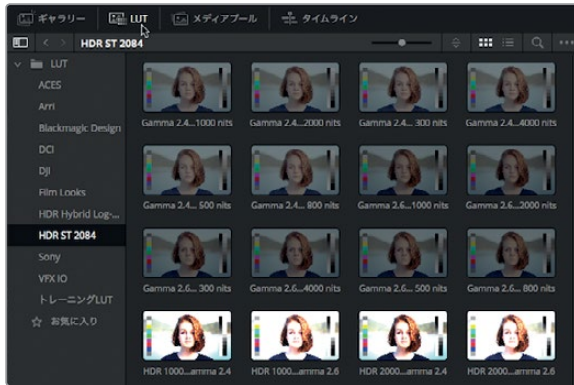 ギャラリー LUT メディアプール タイムライン
HDR ST 2084
LUT
ACES
Arri
Blackmagic Design
DCI
DJI
Film Looks
HDR Hybrid Log-...
HDR ST 2084
Sony
VFX IO
トレーニングLUT
お気に入り
Gamma 2.4...1000 nits Gamma 2.4...2000 nits Gamma 2.4... 300 nits Gamma 2.4...4000 nits
Gamma 2.4... 500 nits Gamma 2.4... 800 nits Gamma 2.6...1000 nits Gamma 2.6...2000 nits
Gamma 2.6... 300 nits Gamma 2.6...4000 nits Gamma 2.6... 500 nits Gamma 2.6... 800 nits
HDR 1000...amma 2.4 HDR 1000...amma 2.6 HDR 2000...amma 2.4 HDR 2000...amma 2.6